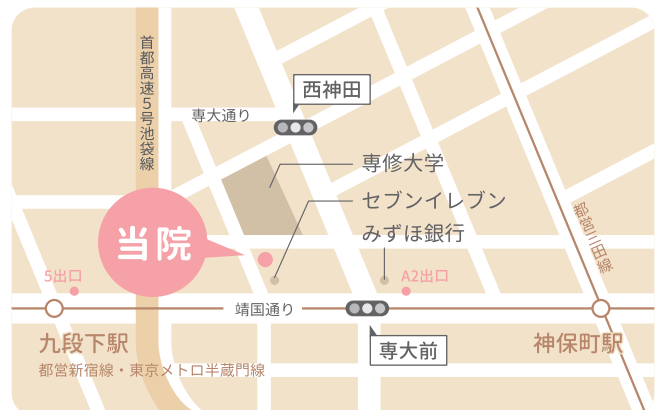 首都高速5号池袋線
専大通り
西神田
専修大学
セブンイレブン
みずほ銀行
当院
都営三田線
5出口
A2出口
靖国通り
九段下駅
都営新宿線・東京メトロ半蔵門線
専大前
神保町駅